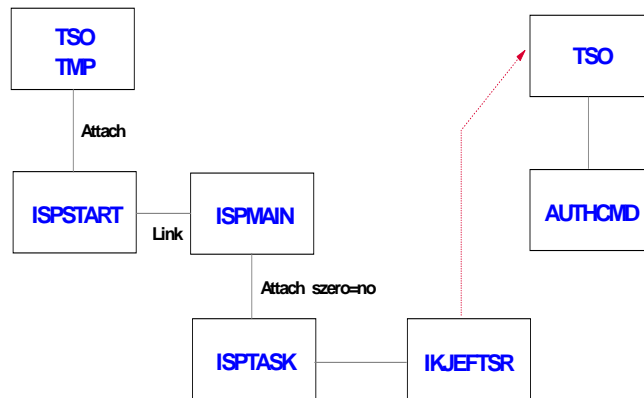 TSO
TMP
TSO
Attach
ISPSTART
ISPMAIN
AUTHCMD
Link
Attach szero=no
ISPTASK
IKJEFTSR